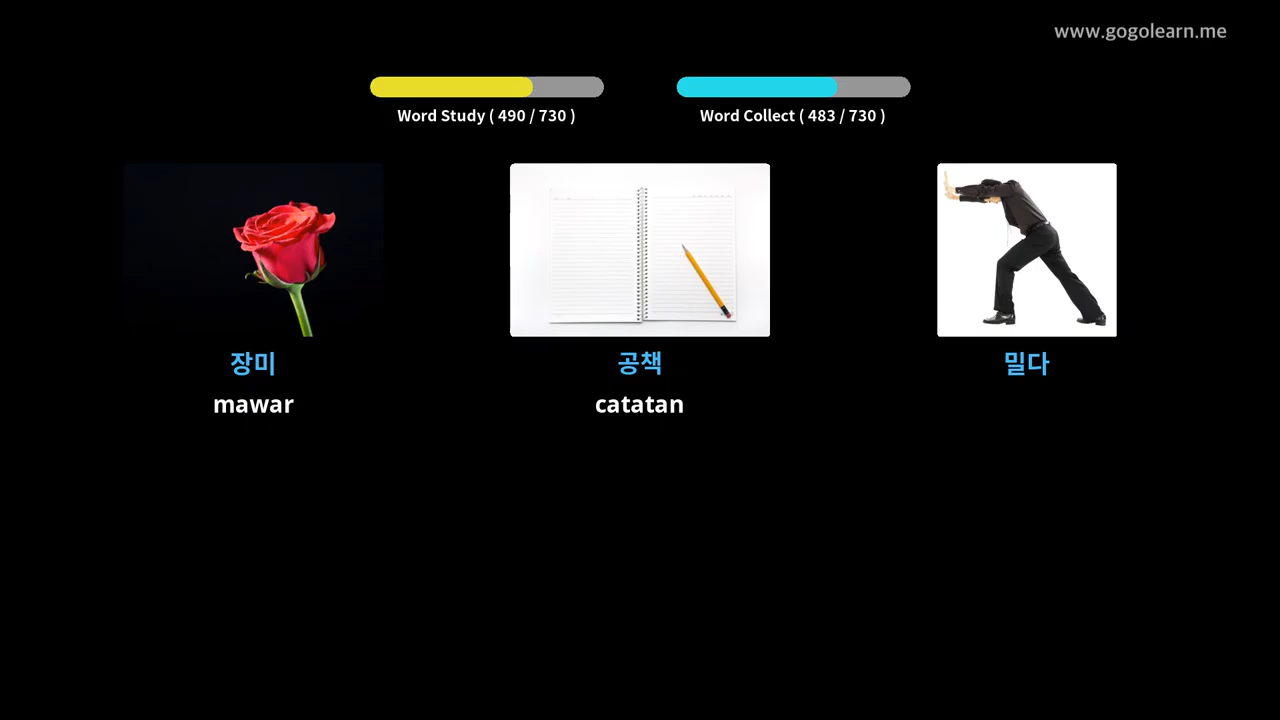 www.gogolearn.me
Word Study ( 490 / 730 )
Word Collect ( 483 / 730 )
장미
공책
밀다
mawar
catatan